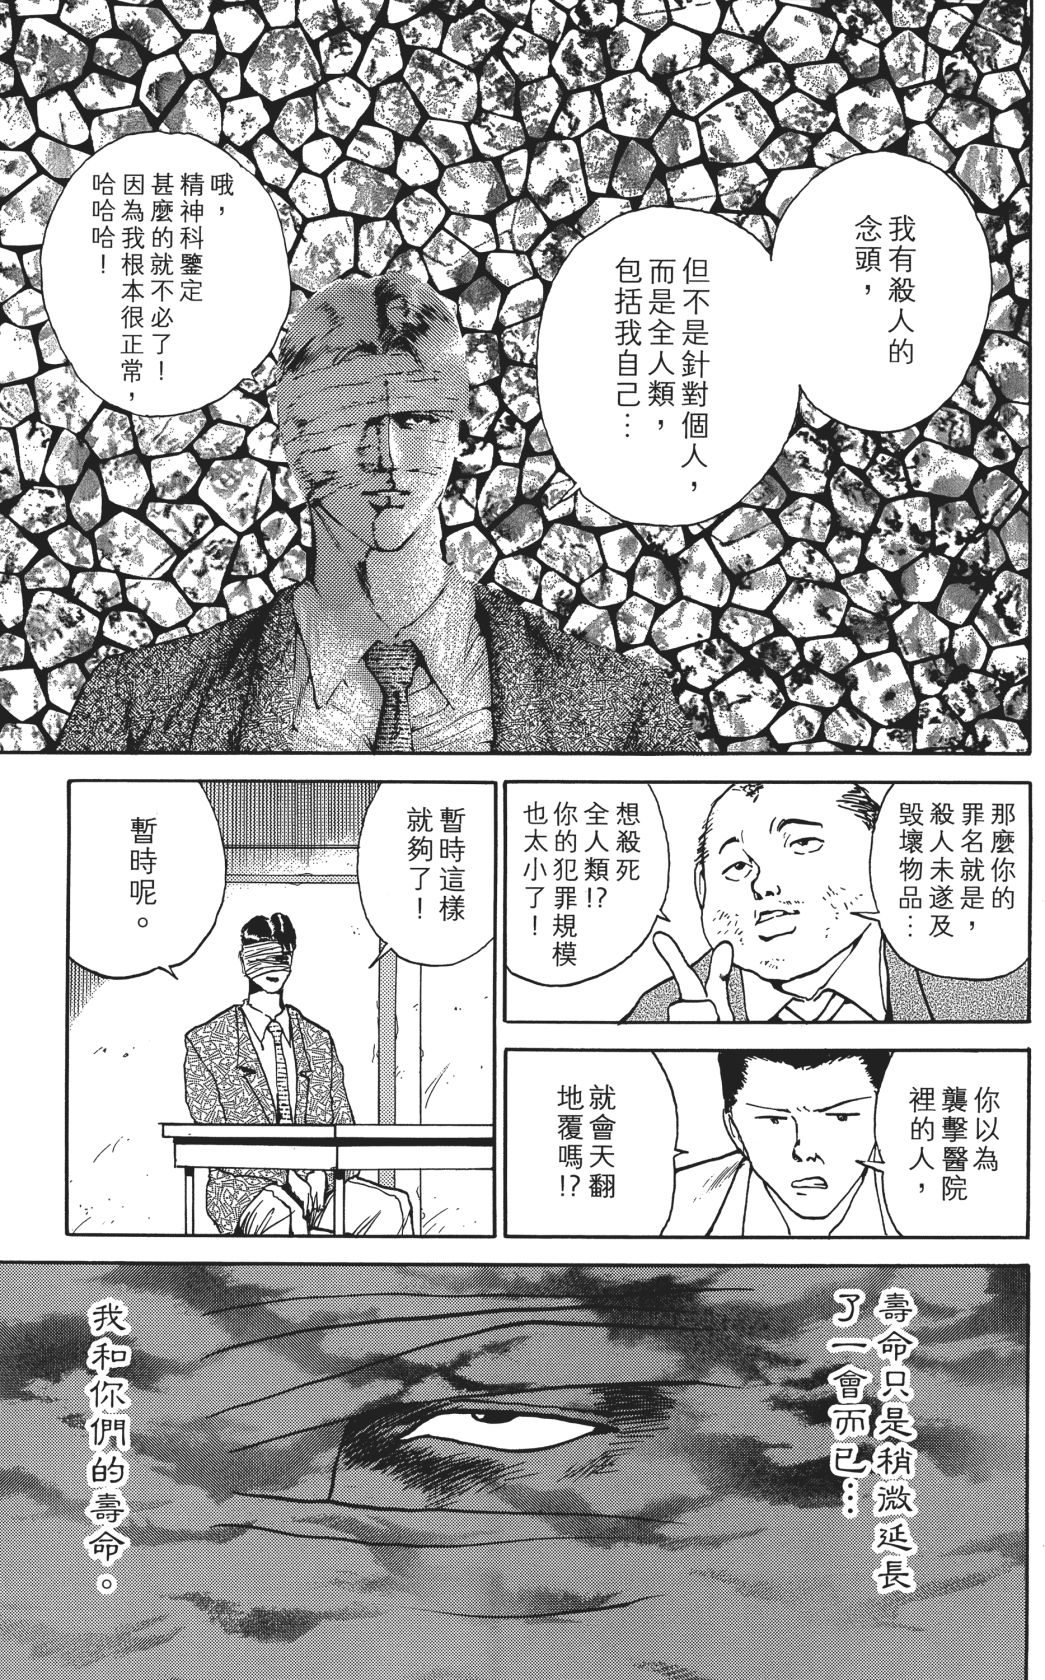 我有殺人的
念頭，
但不是針對個人，
而是全人類，
包括我自己…
哦，
精神科鑒定
甚麼的就不必了！
因為我根本很正常，
哈哈哈！
那麼你的
罪名就是，
殺人未遂及
毀壞物品…
想殺死
全人類!?
你的犯罪規模
也太小了！
你以為
襲擊醫院
裡的人，
就會天翻
地覆嗎!?
暫時這樣
就夠了！
暫時呢。
壽命只是稍微延長
了一會而已…
我和你們的壽命。